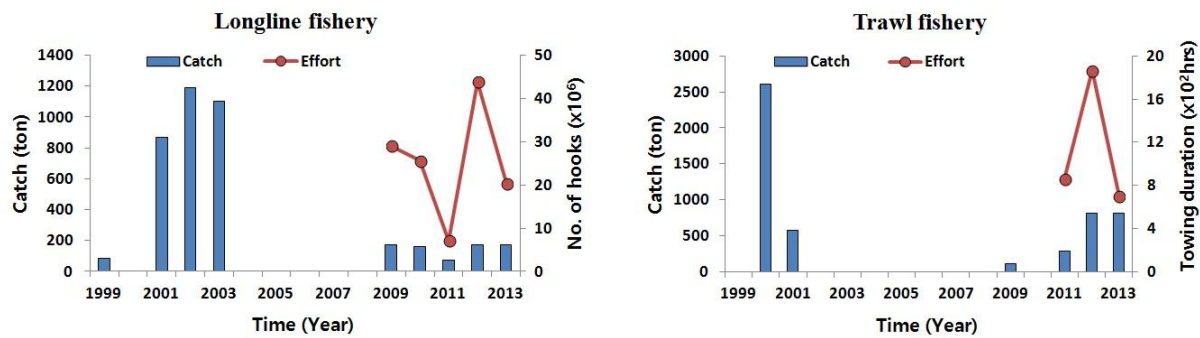 Longline fishery
Catch
Effort
1400
1200
1000
800
600
400
200
0
Catch (ton)
50
40
30
20
10
0
No. of hooks (x10⁶)
1999 2001 2003 2005 2007 2009 2011 2013
Time (Year)
Trawl fishery
Catch
Effort
3000
2500
2000
1500
1000
500
0
Catch (ton)
20
16
12
8
4
0
Towing duration (x10²hrs)
1999 2001 2003 2005 2007 2009 2011 2013
Time (Year)